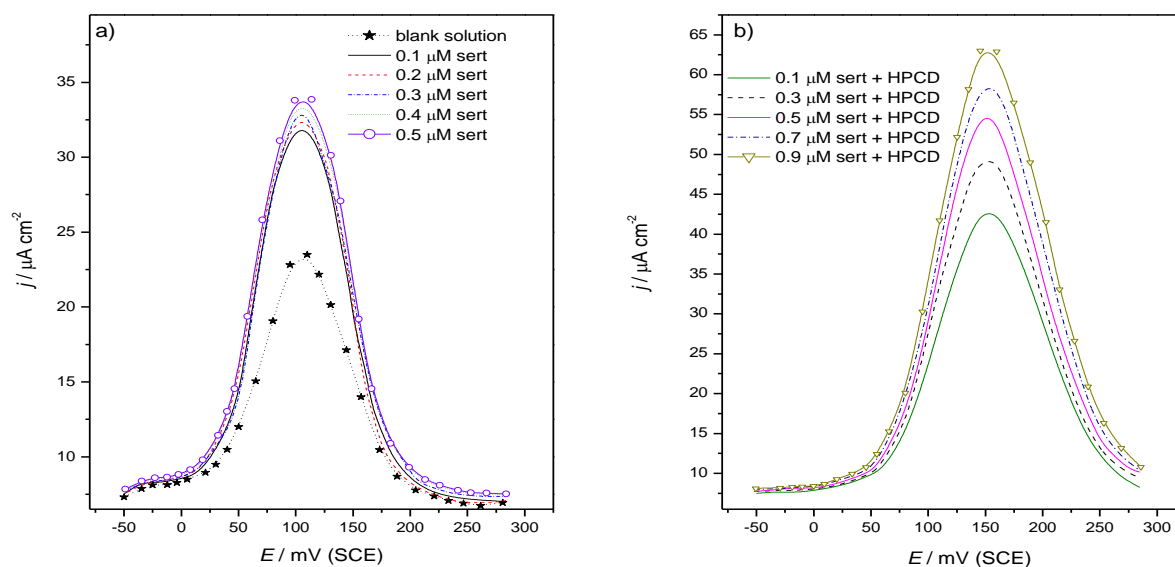 a)
blank solution
0.1 μM sert
0.2 μM sert
0.3 μM sert
0.4 μM sert
0.5 μM sert
35
30
25
20
15
10
j / μA cm-2
-50 0 50 100 150 200 250 300
E / mV (SCE)
b)
0.1 μM sert + HPCD
0.3 μM sert + HPCD
0.5 μM sert + HPCD
0.7 μM sert + HPCD
0.9 μM sert + HPCD
65
60
55
50
45
40
35
30
25
20
15
10
j / μA cm-2
-50 0 50 100 150 200 250 300
E / mV (SCE)